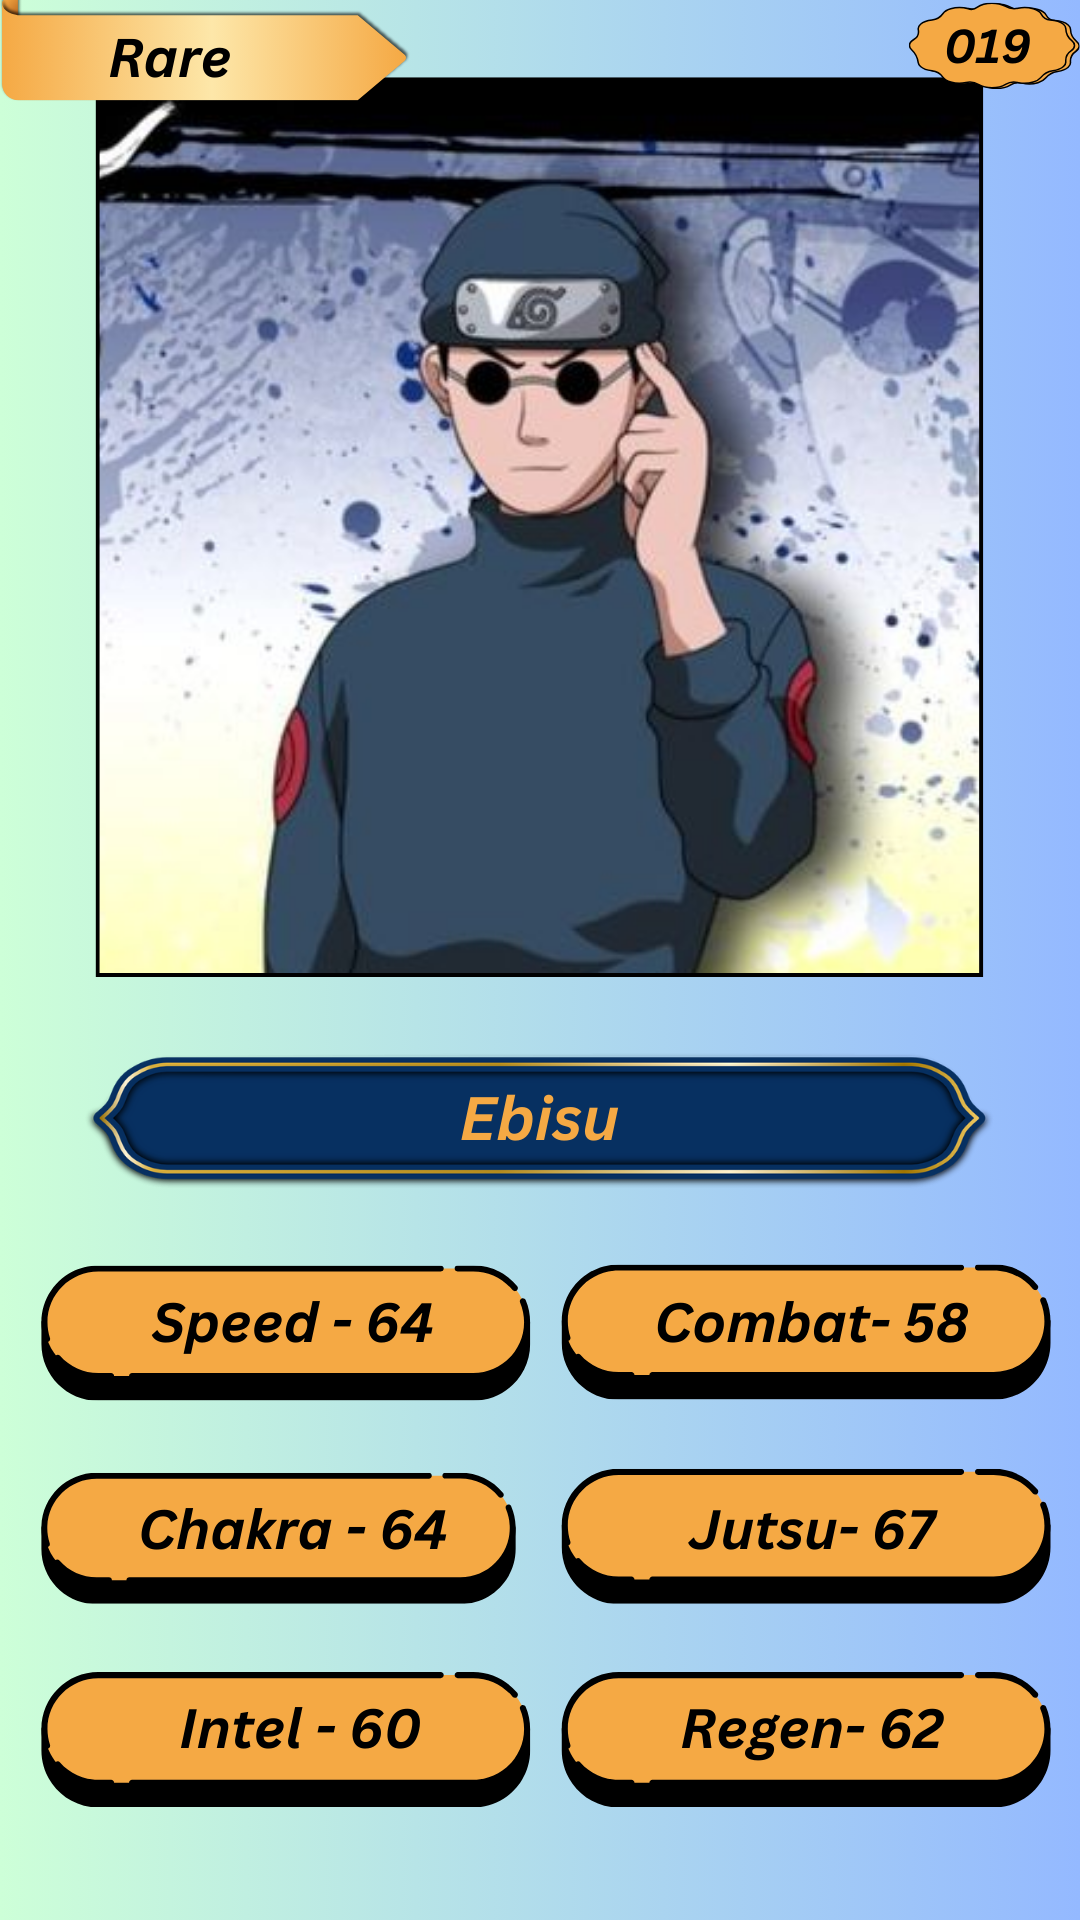 Rare
019
Ebisu
Speed - 64
Combat- 58
Chakra - 64
Jutsu- 67
Intel - 60
Regen- 62